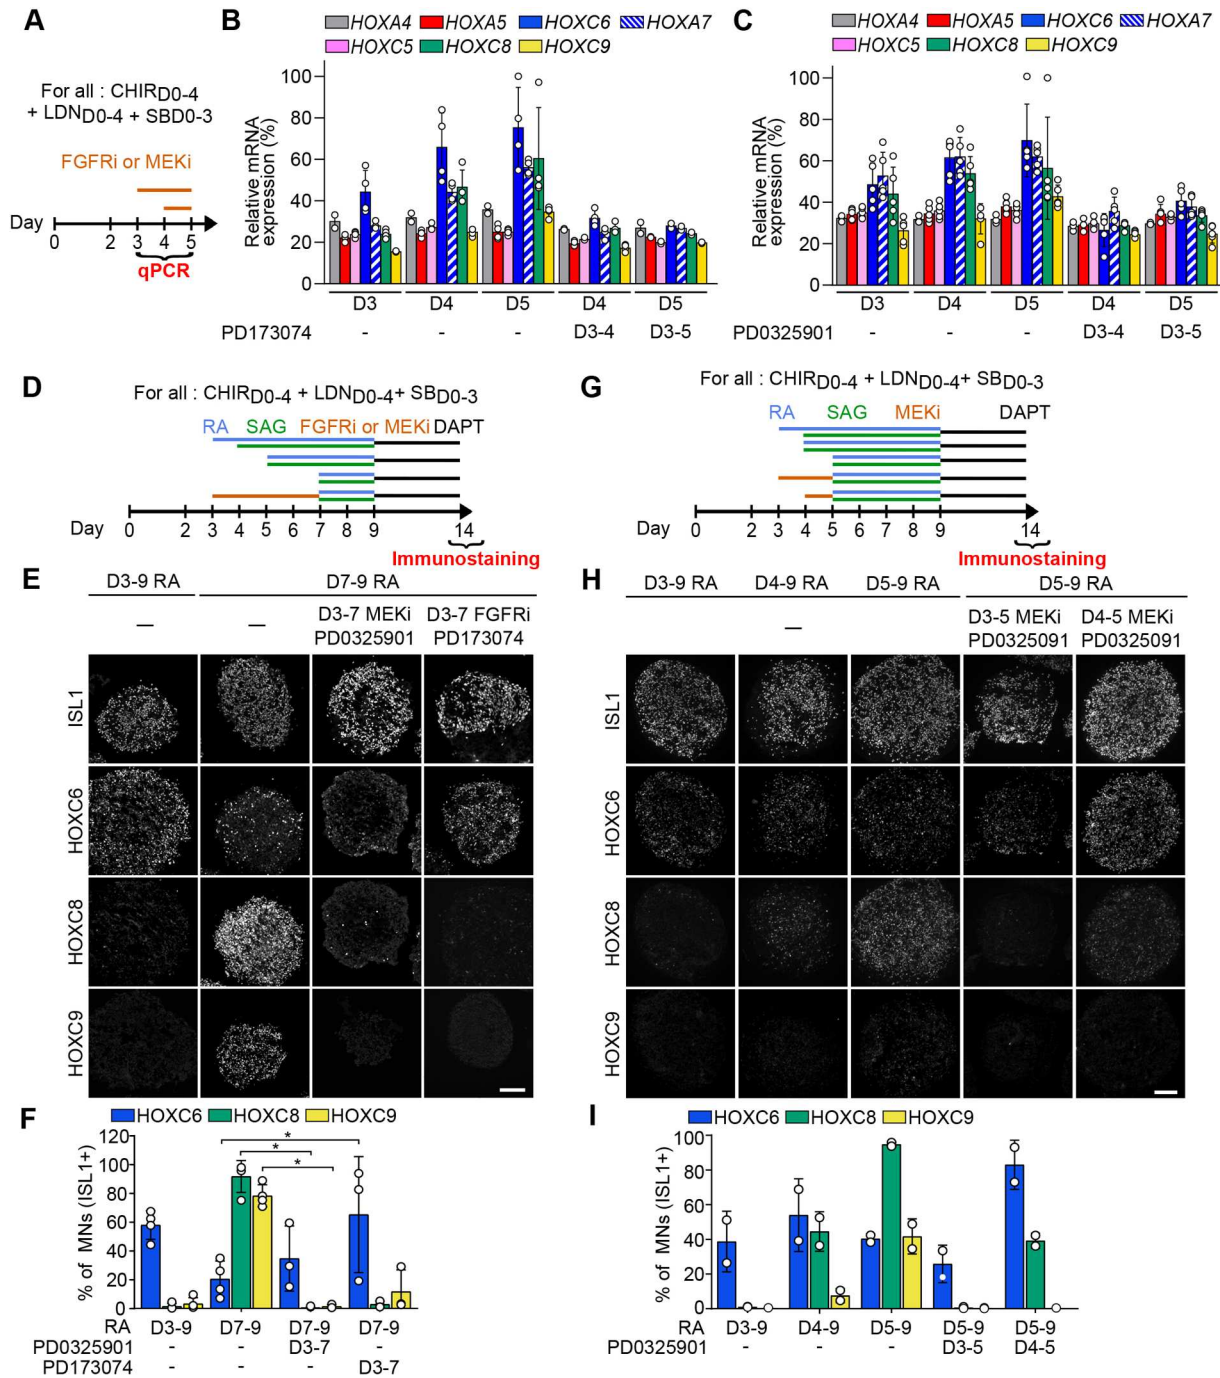 A
For all : CHIRD0-4
+ LDND0-4 + SBD0-3
FGFRi or MEKi
Day
0 2 3 4 5
qPCR
B
HOXA4 HOXA5 HOXC6 HOXA7
HOXC5 HOXC8 HOXC9
Relative mRNA
expression (%)
100
80
60
40
20
0
D3 D4 D5 D4 D5
PD173074 - - - D3-4 D3-5
C
HOXA4 HOXA5 HOXC6 HOXA7
HOXC5 HOXC8 HOXC9
Relative mRNA
expression (%)
100
80
60
40
20
0
D3 D4 D5 D4 D5
PD0325901 - - - D3-4 D3-5
D
For all : CHIRD0-4 + LDND0-4+ SBD0-3
RA SAG FGFRi or MEKi DAPT
Day 0 2 3 4 5 6 7 8 9 14
Immunostaining
G
For all : CHIRD0-4 + LDND0-4+ SBD0-3
RA SAG MEKi DAPT
Day 0 2 3 4 5 6 7 8 9 14
Immunostaining
E
D3-9 RA D7-9 RA
— — D3-7 MEKi D3-7 FGFRi
PD0325901 PD173074
ISL1
HOXC6
HOXC8
HOXC9
H
D3-9 RA D4-9 RA D5-9 RA D5-9 RA
— D3-5 MEKi D4-5 MEKi
PD0325091 PD0325091
ISL1
HOXC6
HOXC8
HOXC9
F
HOXC6 HOXC8 HOXC9
% of MNs (ISL1+)
120
100
80
60
40
20
0
*
*
*
RA D3-9 D7-9 D7-9 D7-9
PD0325901 - - D3-7 -
PD173074 - - - D3-7
I
HOXC6 HOXC8 HOXC9
% of MNs (ISL1+)
100
80
60
40
20
0
RA D3-9 D4-9 D5-9 D5-9 D5-9
PD0325901 - - - D3-5 D4-5